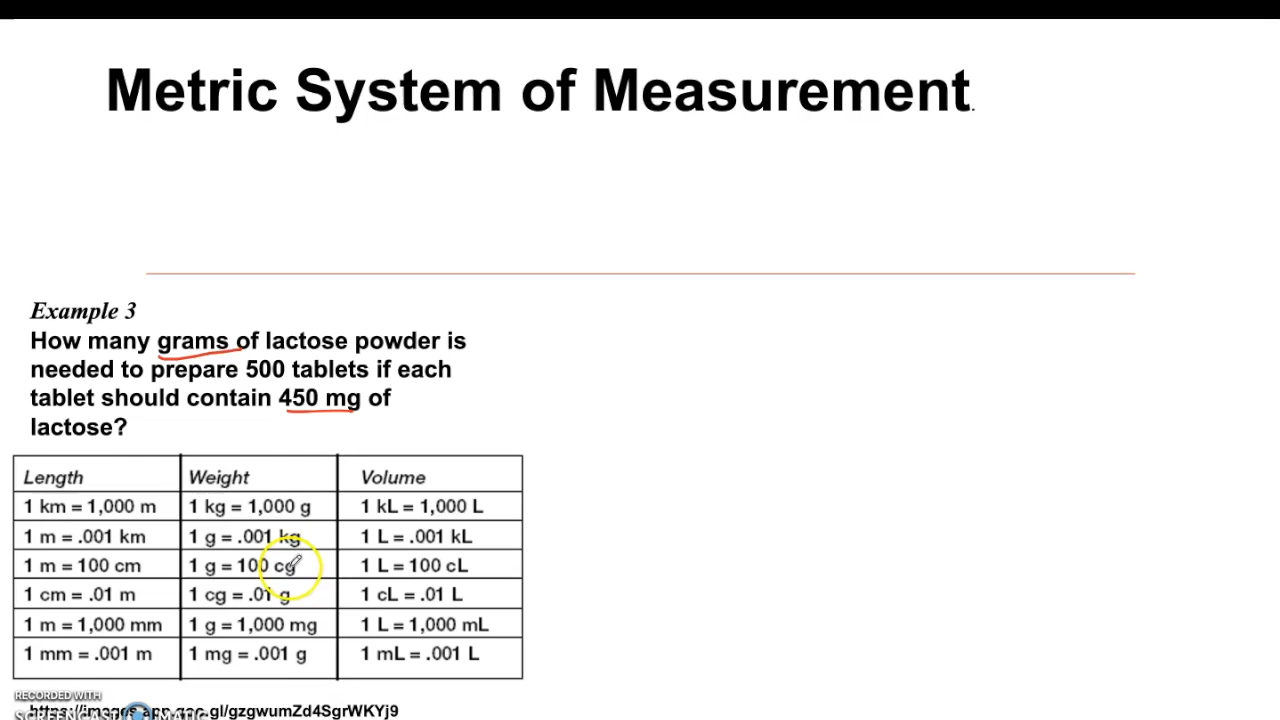 Metric System of Measurement.
Example 3
How many grams of lactose powder is
needed to prepare 500 tablets if each
tablet should contain 450 mg of
lactose?
Length Weight Volume
1 km = 1,000 m 1 kg = 1,000 g 1 kL = 1,000 L
1 m = .001 km 1 g = .001 kg 1 L = .001 kL
1 m = 100 cm 1 g = 100 cg 1 L = 100 cL
1 cm = .01 m 1 cg = .01 g 1 cL = .01 L
1 m = 1,000 mm 1 g = 1,000 mg 1 L = 1,000 mL
1 mm = .001 m 1 mg = .001 g 1 mL = .001 L
RECORDED WITH
https://images.app.goo.gl/gzgwumZd4SgrWKYj9